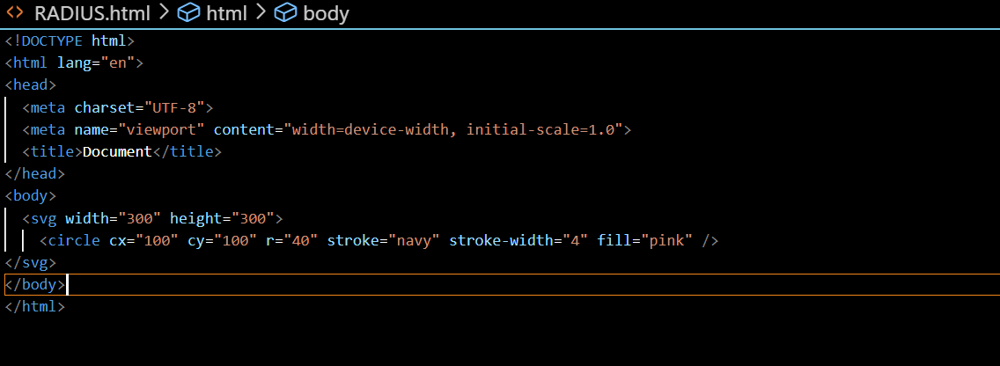 <> RADIUS.html > html > body
<!DOCTYPE html>
<html lang="en">
<head>
  <meta charset="UTF-8">
  <meta name="viewport" content="width=device-width, initial-scale=1.0">
  <title>Document</title>
</head>
<body>
  <svg width="300" height="300">
    <circle cx="100" cy="100" r="40" stroke="navy" stroke-width="4" fill="pink" />
</svg>
</body>
</html>